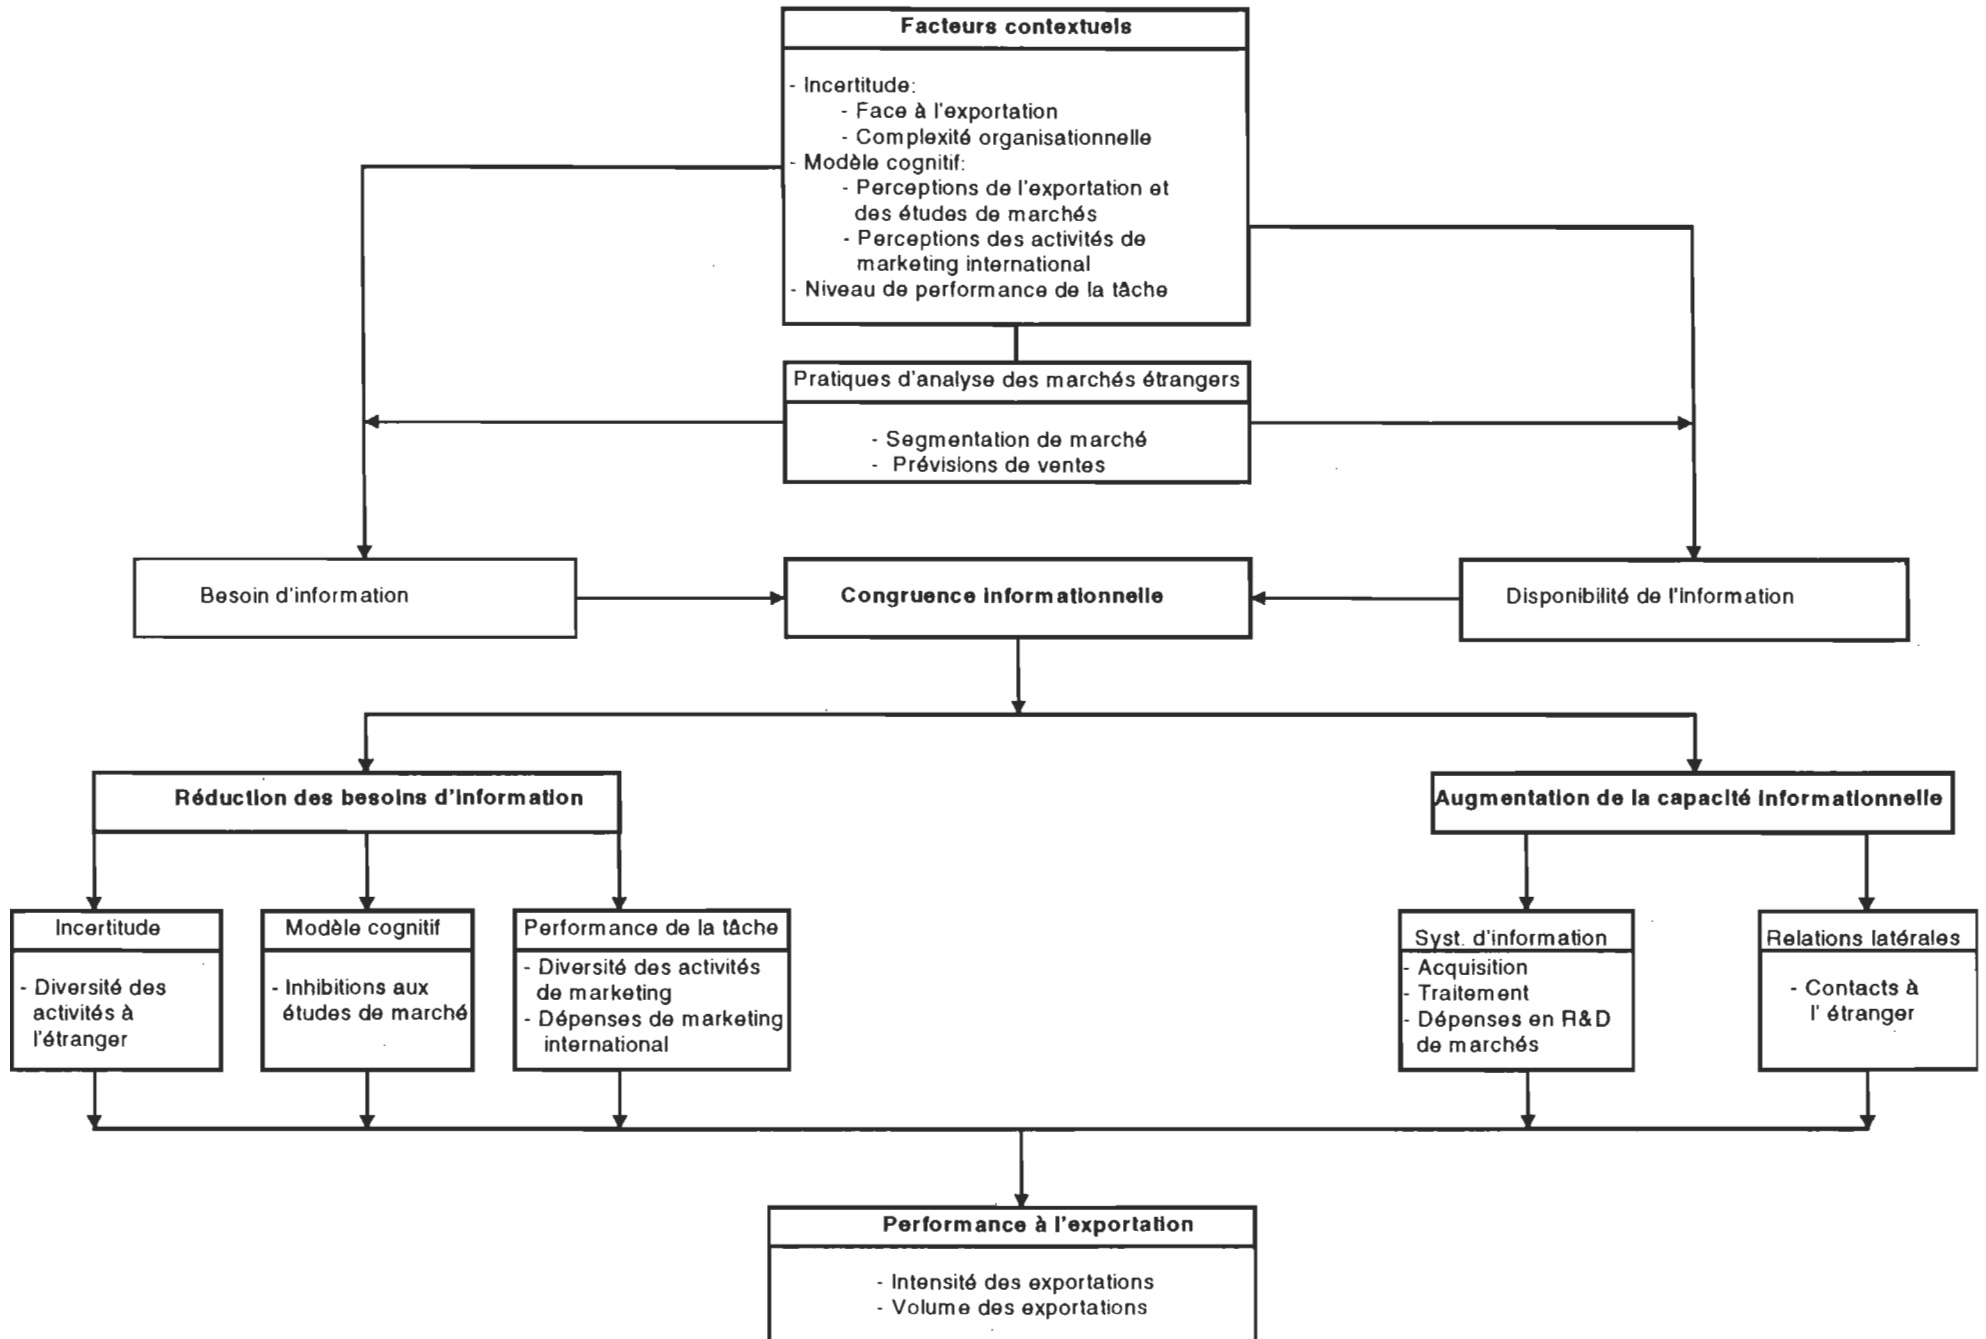 Facteurs contextuels
- Incertitude:
- Face à l'exportation
- Complexité organisationnelle
- Modèle cognitif:
- Perceptions de l'exportation et
des études de marchés
- Perceptions des activités de
marketing international
- Niveau de performance de la tâche
Pratiques d'analyse des marchés étrangers
- Segmentation de marché
- Prévisions de ventes
Besoin d'information
Congruence informationnelle
Disponibilité de l'information
Réduction des besoins d'information
Augmentation de la capacité informationnelle
Incertitude
- Diversité des
activités à
l'étranger
Modèle cognitif
- Inhibitions aux
études de marché
Performance de la tâche
- Diversité des activités
de marketing
- Dépenses de marketing
international
Syst. d'information
- Acquisition
- Traitement
- Dépenses en R&D
de marchés
Relations latérales
- Contacts à
l' étranger
Performance à l'exportation
- Intensité des exportations
- Volume des exportations